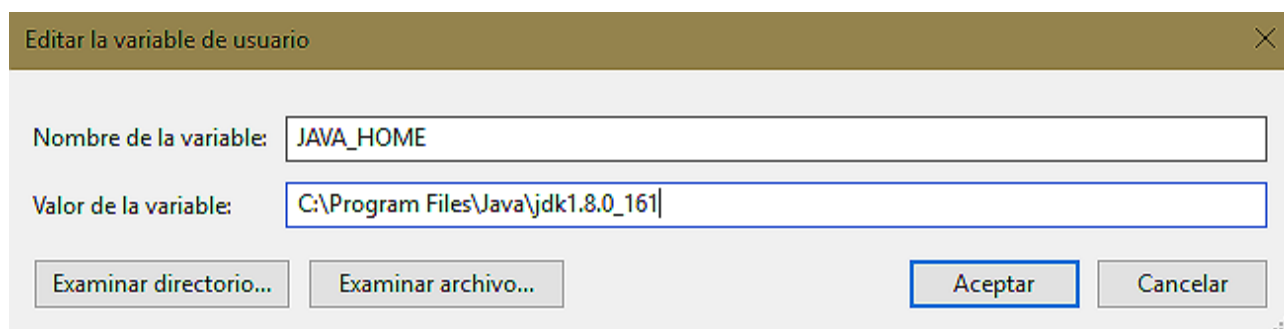 Editar la variable de usuario
Nombre de la variable: JAVA_HOME
Valor de la variable: C:\Program Files\Java\jdk1.8.0_161
Examinar directorio... Examinar archivo... Aceptar Cancelar